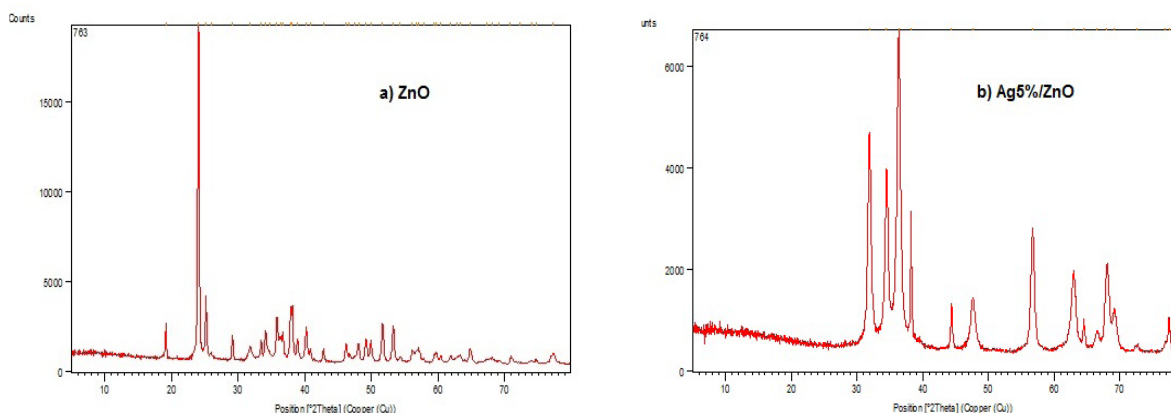 Counts
763
a) ZnO
15000
10000
5000
0
10 20 30 40 50 60 70
Position [°2Theta] (Copper (Cu))
unts
764
b) Ag5%/ZnO
6000
4000
2000
0
10 20 30 40 50 60 70
Position [°2Theta] (Copper (Cu))